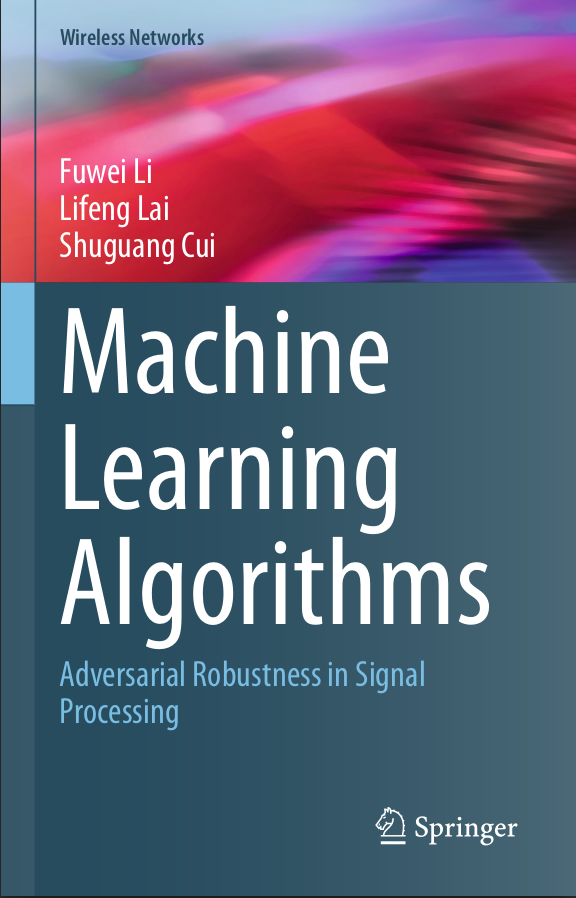 Wireless Networks
Fuwei Li
Lifeng Lai
Shuguang Cui
Machine
Learning
Algorithms
Adversarial Robustness in Signal
Processing
Springer